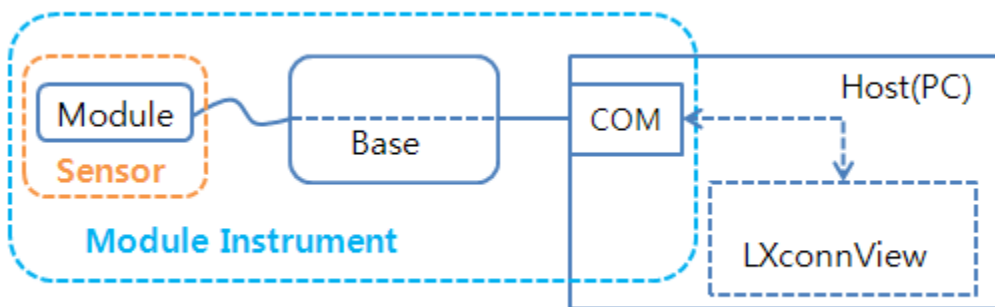 Host(PC)
Module
COM
Base
Sensor
Module Instrument
LXconnView